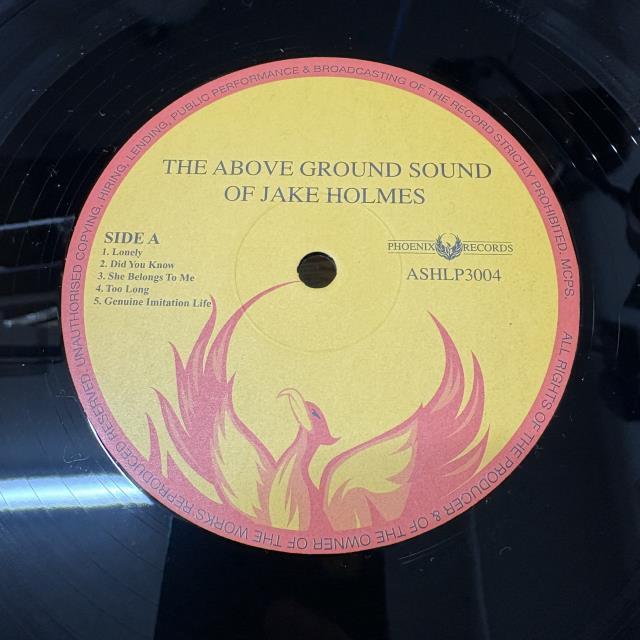 THE ABOVE GROUND SOUND
OF JAKE HOLMES
SIDE A
1. Lonely
2. Did You Know
3. She Belongs To Me
4. Too Long
5. Genuine Imitation Life
PHOENIX RECORDS
ASHLP3004
ALL RIGHTS OF THE PRODUCER & OF THE OWNER OF THE WORKS REPRODUCED RESERVED. UNAUTHORISED COPYING, HIRING, LENDING, PUBLIC PERFORMANCE & BROADCASTING OF THE RECORD STRICTLY PROHIBITED. MCPS